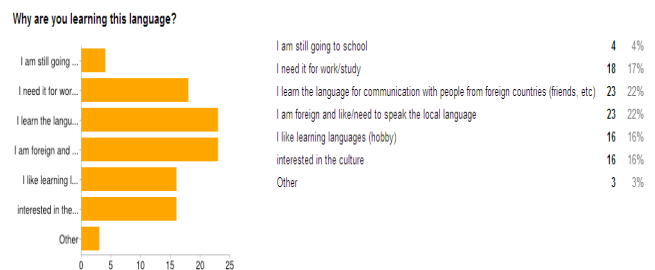 Why are you learning this language?
I am still going ...
I need it for wor...
I learn the langu...
I am foreign and ...
I like learning l...
interested in the...
Other
0 5 10 15 20 25
I am still going to school 4 4%
I need it for work/study 18 17%
I learn the language for communication with people from foreign countries (friends, etc) 23 22%
I am foreign and like/need to speak the local language 23 22%
I like learning languages (hobby) 16 16%
interested in the culture 16 16%
Other 3 3%